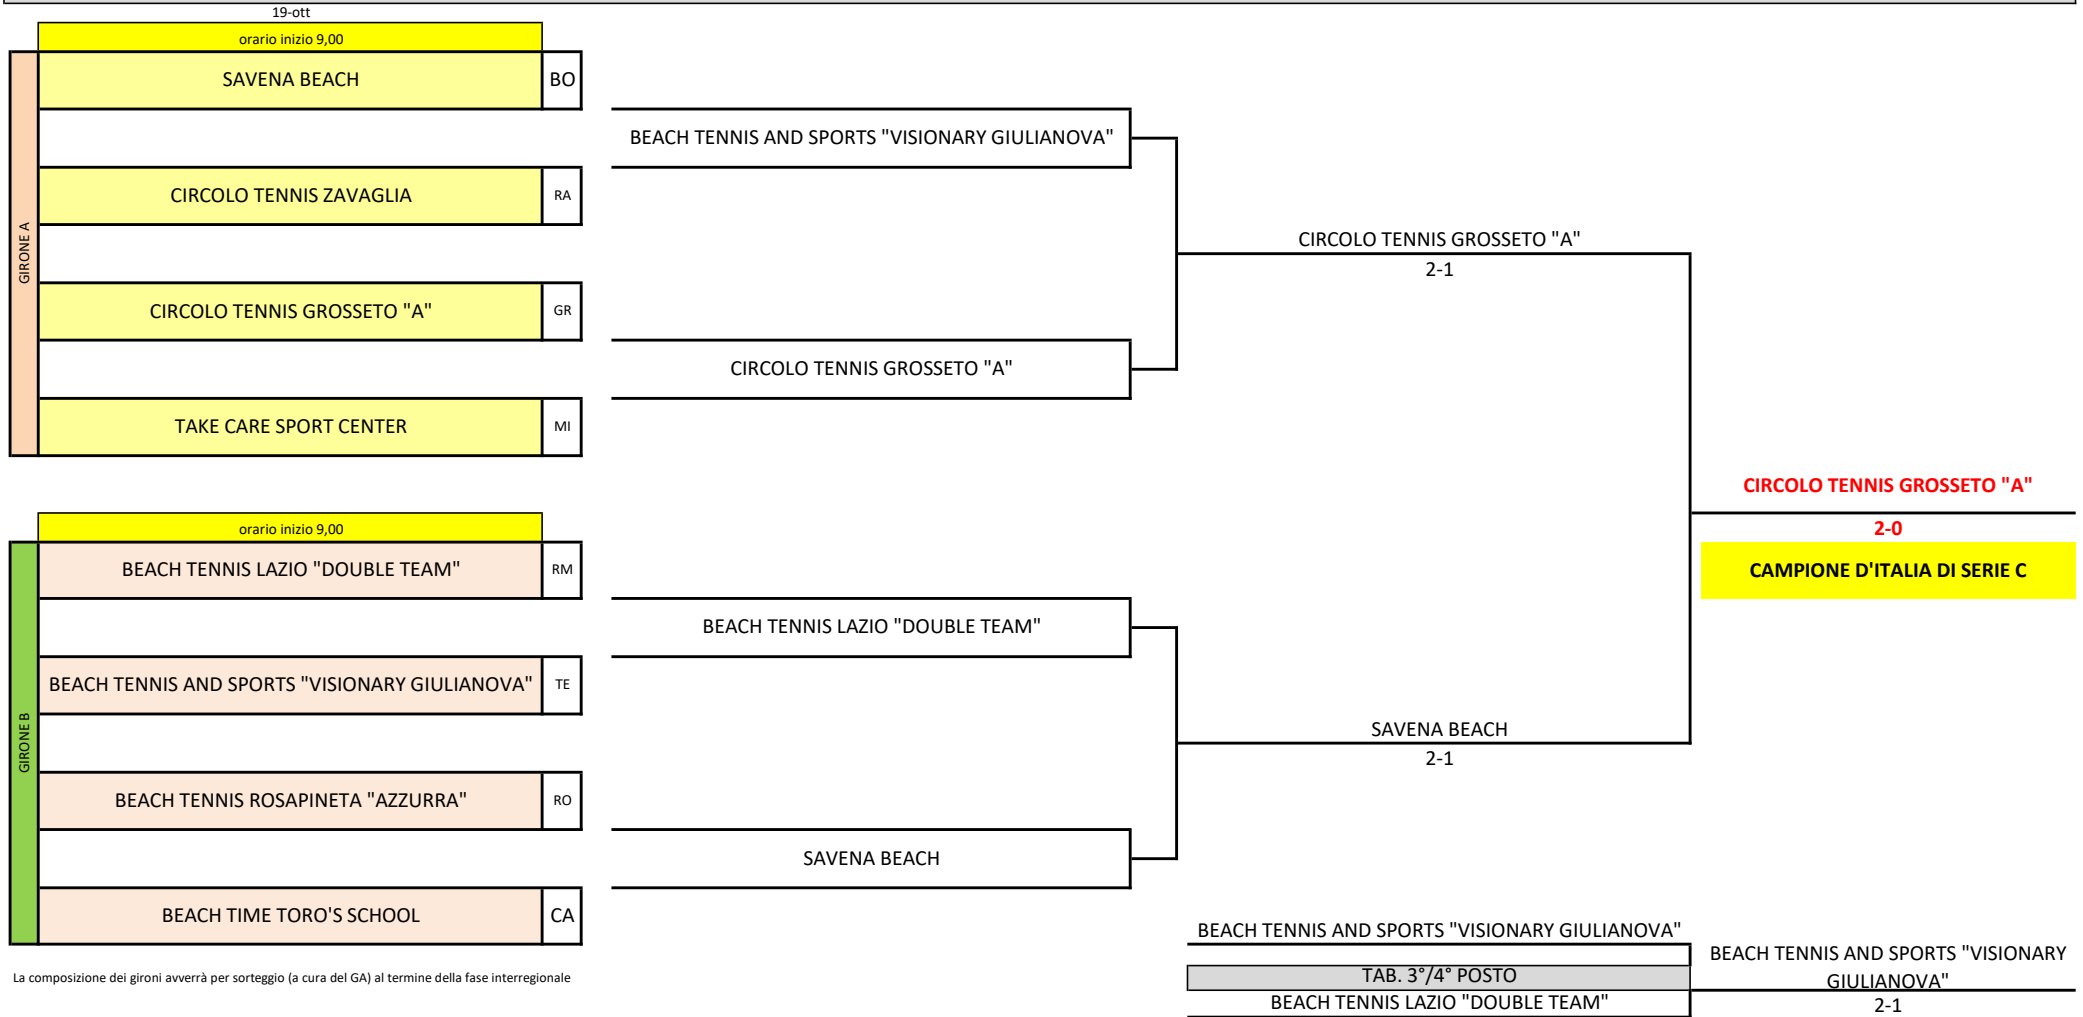 19-ott
orario inizio 9,00
GIRONE A
SAVENA BEACH BO
CIRCOLO TENNIS ZAVAGLIA RA
CIRCOLO TENNIS GROSSETO "A" GR
TAKE CARE SPORT CENTER MI
BEACH TENNIS AND SPORTS "VISIONARY GIULIANOVA"
CIRCOLO TENNIS GROSSETO "A"
CIRCOLO TENNIS GROSSETO "A"
2-1
orario inizio 9,00
GIRONE B
BEACH TENNIS LAZIO "DOUBLE TEAM" RM
BEACH TENNIS AND SPORTS "VISIONARY GIULIANOVA" TE
BEACH TENNIS ROSAPINETA "AZZURRA" RO
BEACH TIME TORO'S SCHOOL CA
BEACH TENNIS LAZIO "DOUBLE TEAM"
SAVENA BEACH
SAVENA BEACH
2-1
CIRCOLO TENNIS GROSSETO "A"
2-0
CAMPIONE D'ITALIA DI SERIE C
La composizione dei gironi avverrà per sorteggio (a cura del GA) al termine della fase interregionale
BEACH TENNIS AND SPORTS "VISIONARY GIULIANOVA"
TAB. 3°/4° POSTO
BEACH TENNIS LAZIO "DOUBLE TEAM"
BEACH TENNIS AND SPORTS "VISIONARY
GIULIANOVA"
2-1